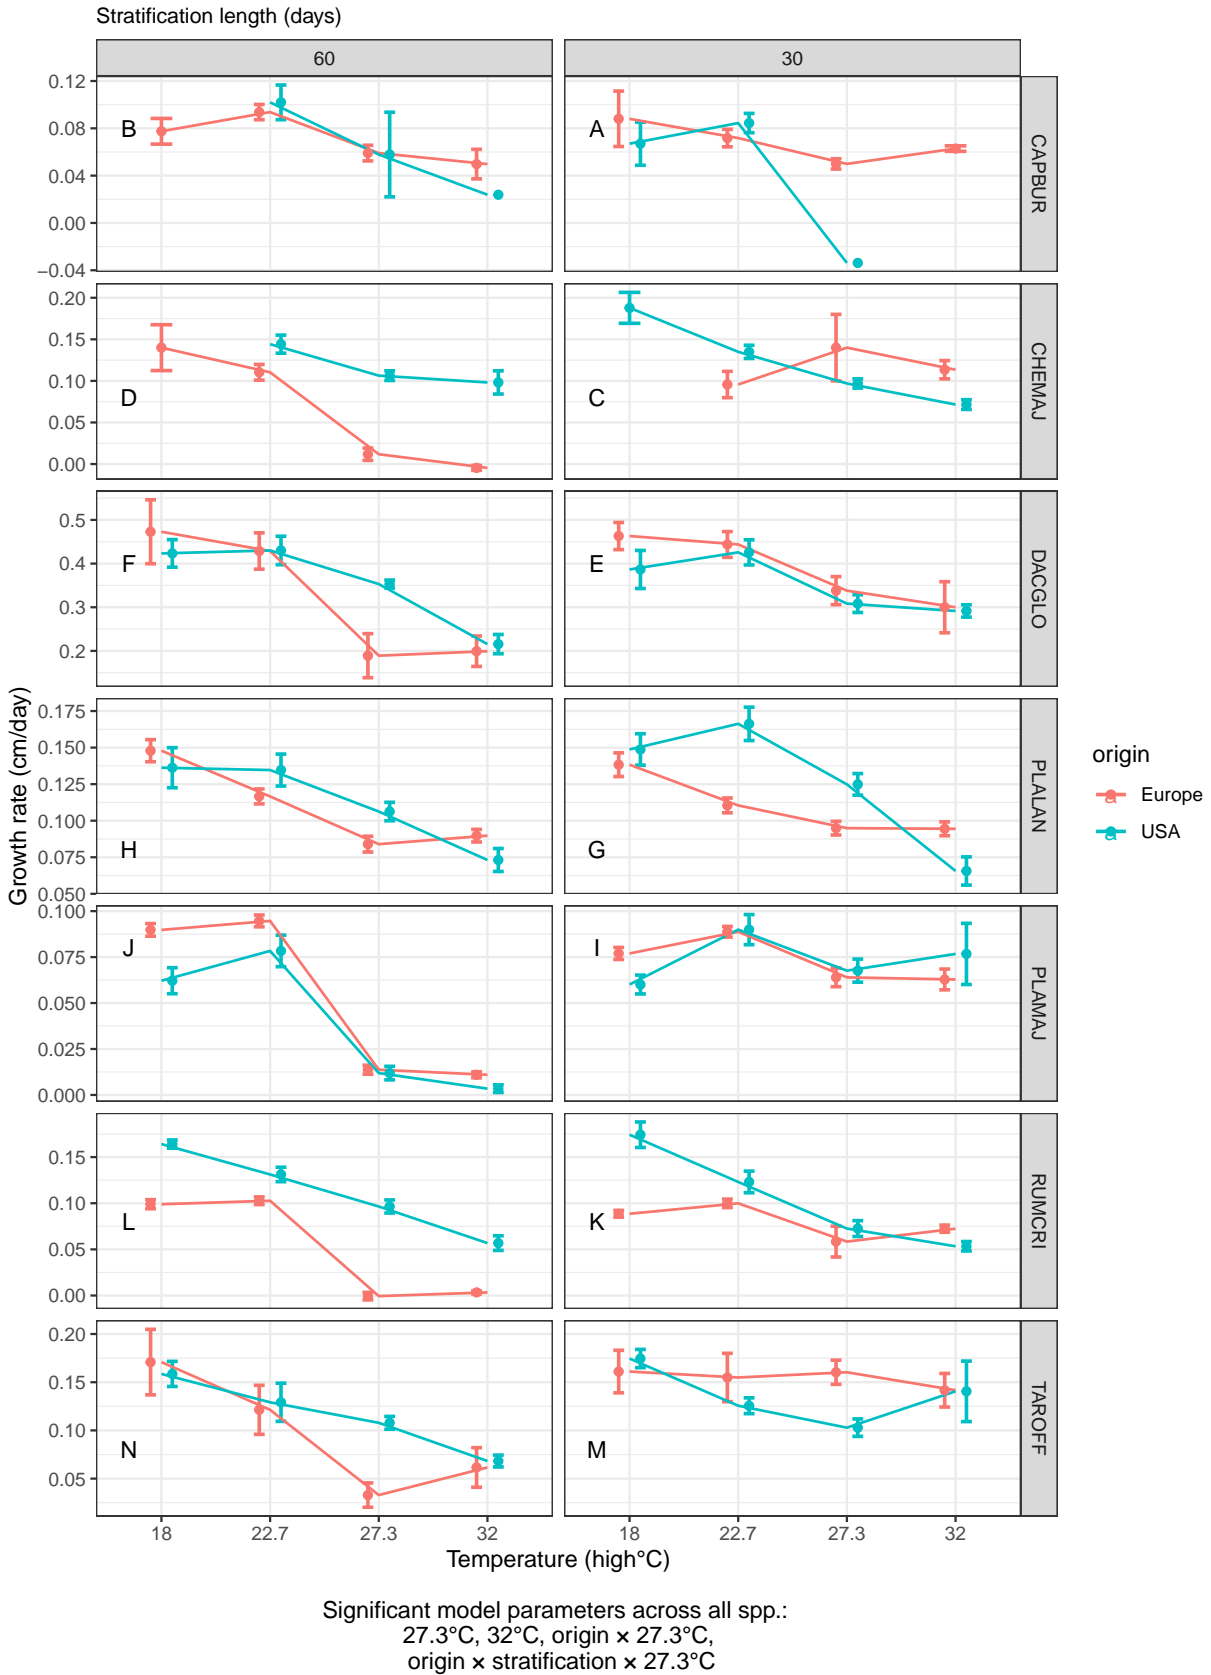 Stratification length (days)
60
30
0.12
0.08
0.04
0.00
−0.04
B
A
CAPBUR
0.20
0.15
0.10
0.05
0.00
D
C
CHEMAJ
0.5
0.4
0.3
0.2
F
E
DACGLO
Growth rate (cm/day)
0.175
0.150
0.125
0.100
0.075
0.050
H
G
PLALAN
origin
Europe
USA
0.100
0.075
0.050
0.025
0.000
J
I
PLAMAJ
0.15
0.10
0.05
0.00
L
K
RUMCRI
0.20
0.15
0.10
0.05
N
M
TAROFF
18 22.7 27.3 32
18 22.7 27.3 32
Temperature (high°C)
Significant model parameters across all spp.:
27.3°C, 32°C, origin × 27.3°C,
origin × stratification × 27.3°C